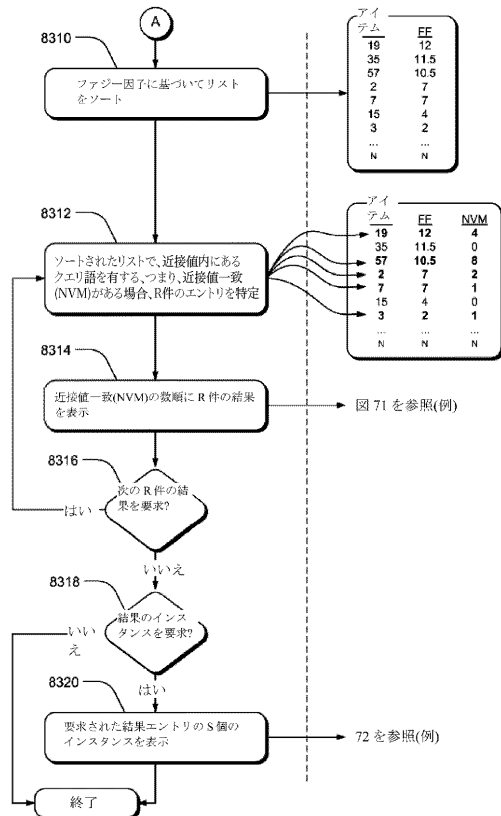 A
8310
ファジー因子に基づいてリスト
をソート
アイ
テム FF
19 12
35 11.5
57 10.5
2 7
7 7
15 4
3 2
...
N N
8312
ソートされたリストで、近接値内にある
クエリ語を有する、つまり、近接値一致
(NVM)がある場合、R件のエントリを特定
アイ
テム FF NVM
19 12 4
35 11.5 0
57 10.5 8
2 7 2
7 7 1
15 4 0
3 2 1
... ... ...
N N N
8314
近接値一致(NVM)の数順に R 件の結果
を表示
図 71 を参照(例)
8316
次の R 件の結
果を要求?
はい
いいえ
8318
結果のインス
タンスを要求?
いい
え
はい
8320
要求された結果エントリの S 個の
インスタンスを表示
72 を参照(例)
終了